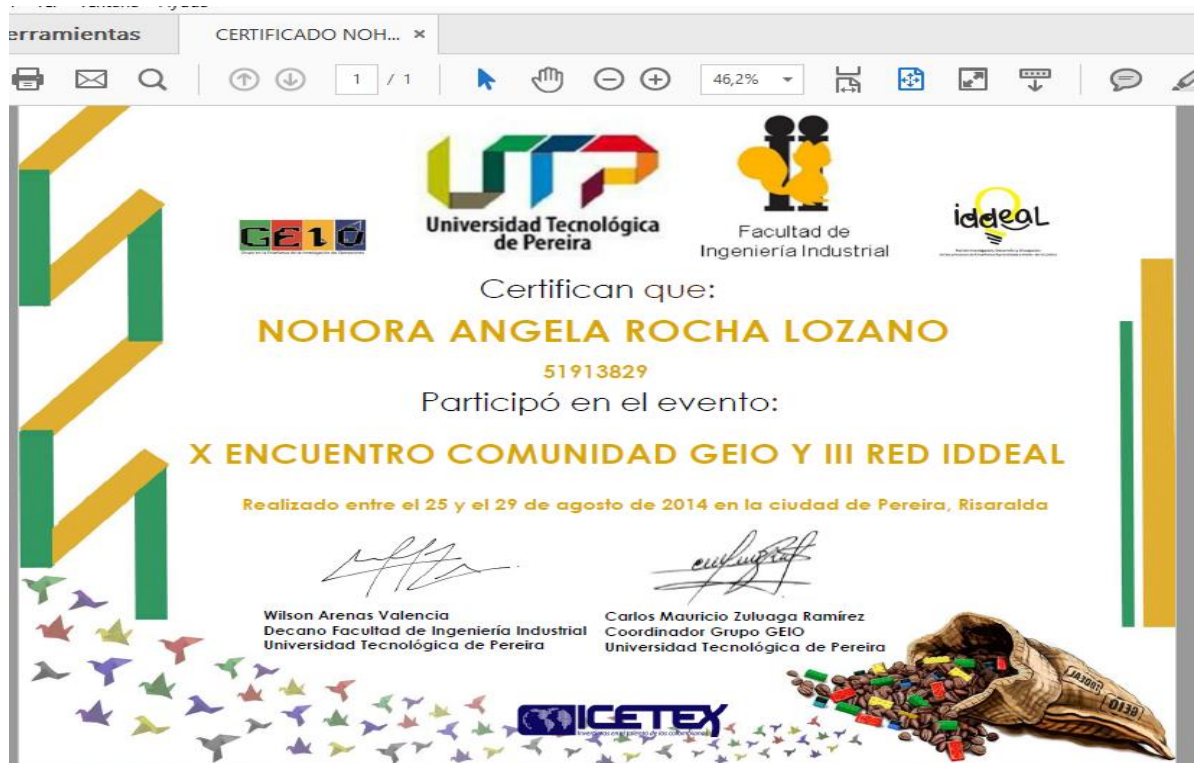 erramientas
CERTIFICADO NOH... ×
1 / 1
46,2%
UTP
GEIO
Universidad Tecnológica
de Pereira
Facultad de
Ingeniería Industrial
iddeaL
Certifican que:
NOHORA ANGELA ROCHA LOZANO
51913829
Participó en el evento:
X ENCUENTRO COMUNIDAD GEIO Y III RED IDDEAL
Realizado entre el 25 y el 29 de agosto de 2014 en la ciudad de Pereira, Risaralda
Wilson Arenas Valencia
Decano Facultad de Ingeniería Industrial
Universidad Tecnológica de Pereira
Carlos Mauricio Zuluaga Ramírez
Coordinador Grupo GEIO
Universidad Tecnológica de Pereira
ICETEX
GEIO